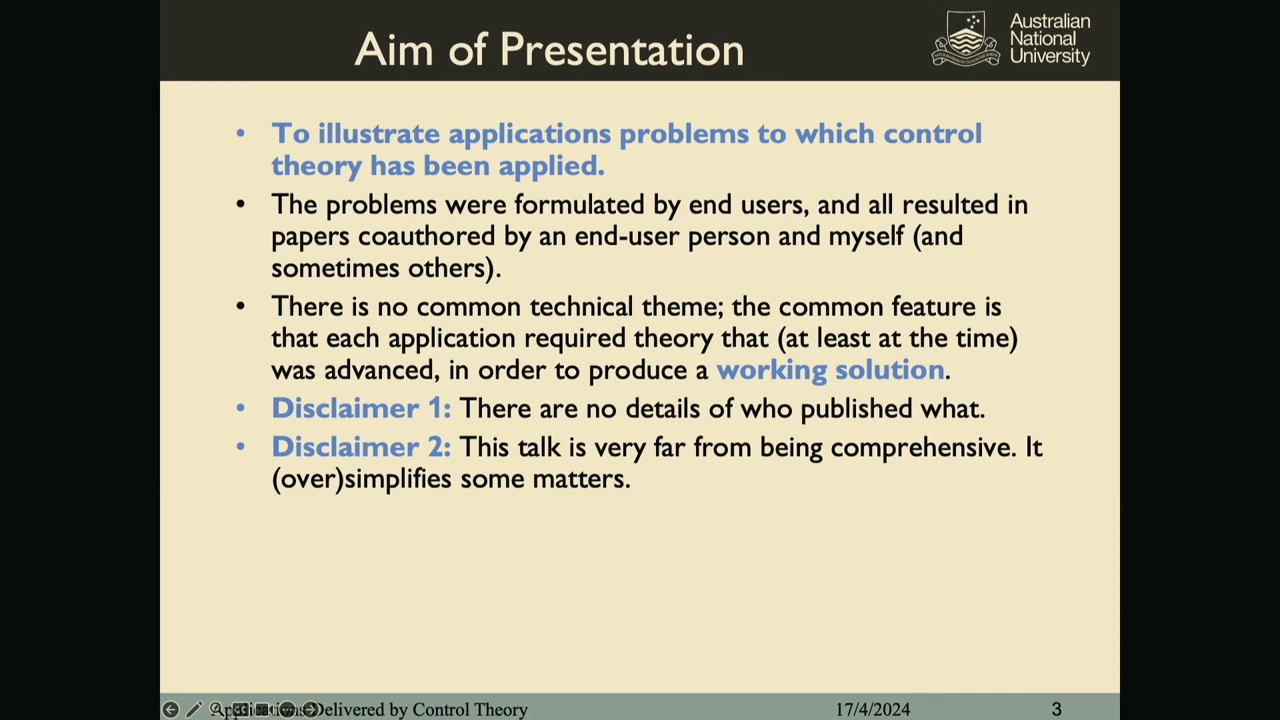 Aim of Presentation
Australian
National
University
• To illustrate applications problems to which control
theory has been applied.
• The problems were formulated by end users, and all resulted in
papers coauthored by an end-user person and myself (and
sometimes others).
• There is no common technical theme; the common feature is
that each application required theory that (at least at the time)
was advanced, in order to produce a working solution.
• Disclaimer 1: There are no details of who published what.
• Disclaimer 2: This talk is very far from being comprehensive. It
(over)simplifies some matters.
Applications Delivered by Control Theory
17/4/2024
3